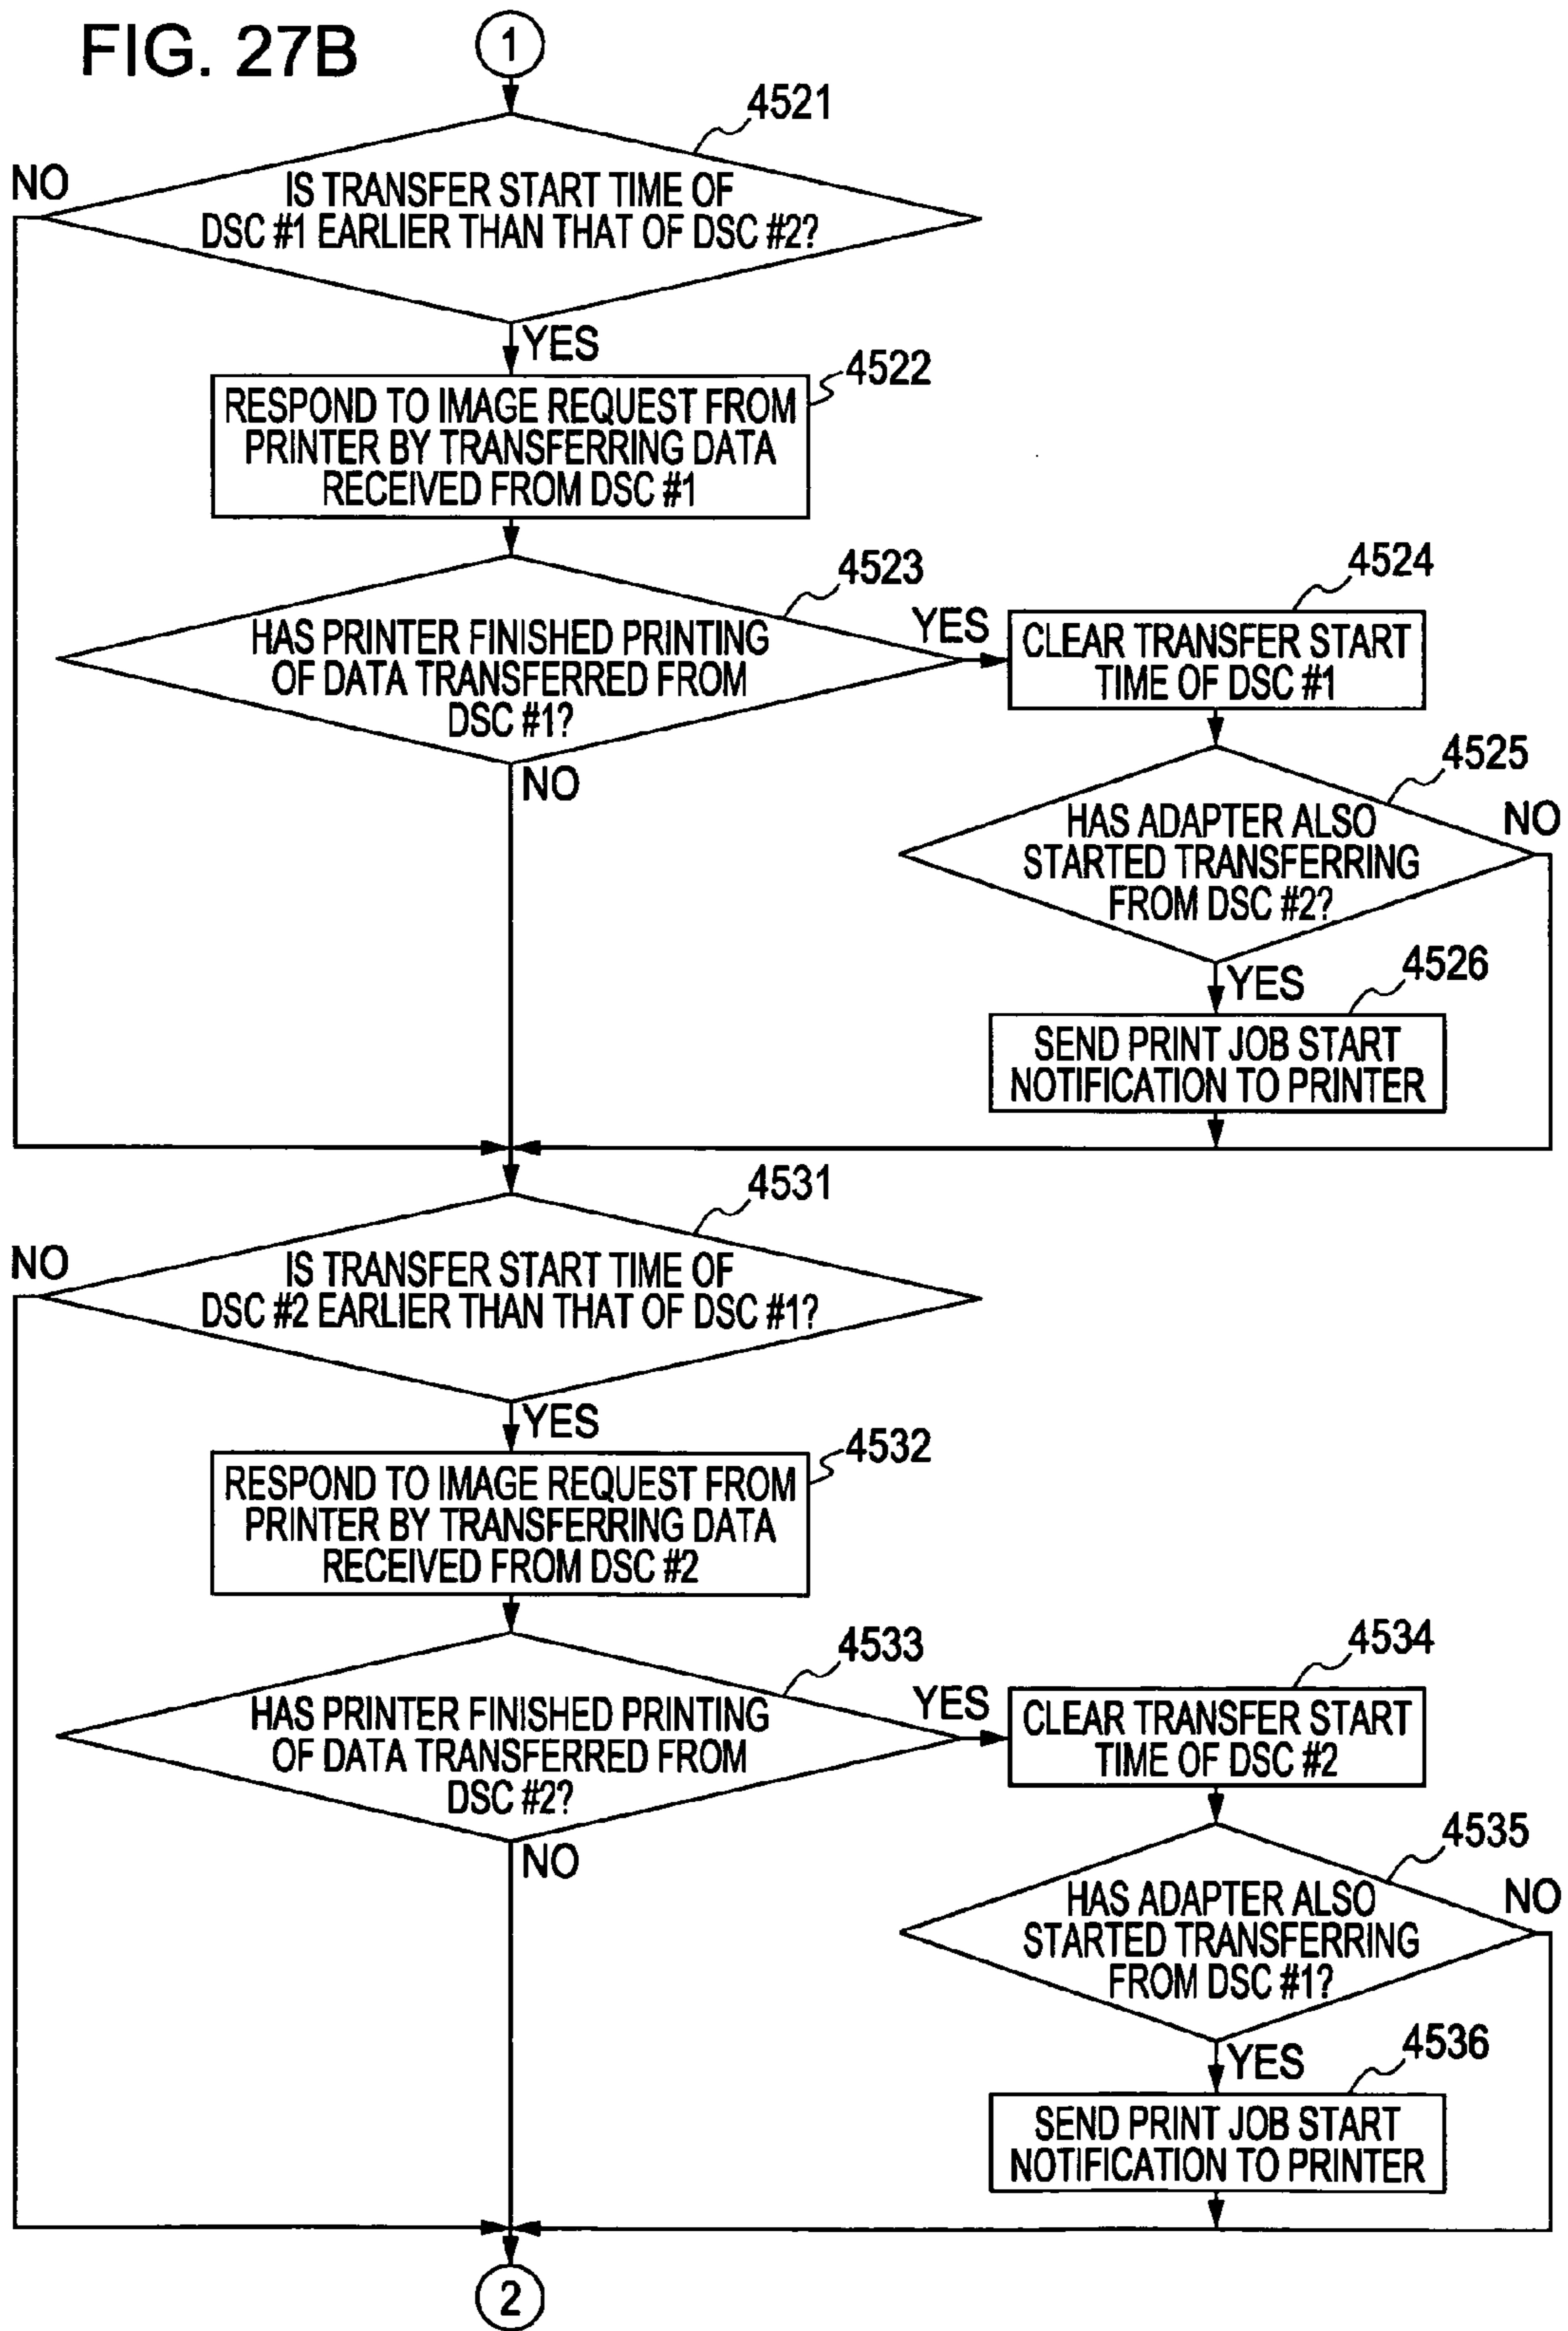 FIG. 27B
1
4521
NO
IS TRANSFER START TIME OF
DSC #1 EARLIER THAN THAT OF DSC #2?
YES
4522
RESPOND TO IMAGE REQUEST FROM
PRINTER BY TRANSFERRING DATA
RECEIVED FROM DSC #1
4523
HAS PRINTER FINISHED PRINTING
OF DATA TRANSFERRED FROM
DSC #1?
YES
NO
4524
CLEAR TRANSFER START
TIME OF DSC #1
4525
HAS ADAPTER ALSO
STARTED TRANSFERRING
FROM DSC #2?
NO
YES
4526
SEND PRINT JOB START
NOTIFICATION TO PRINTER
4531
NO
IS TRANSFER START TIME OF
DSC #2 EARLIER THAN THAT OF DSC #1?
YES
4532
RESPOND TO IMAGE REQUEST FROM
PRINTER BY TRANSFERRING DATA
RECEIVED FROM DSC #2
4533
HAS PRINTER FINISHED PRINTING
OF DATA TRANSFERRED FROM
DSC #2?
YES
NO
4534
CLEAR TRANSFER START
TIME OF DSC #2
4535
HAS ADAPTER ALSO
STARTED TRANSFERRING
FROM DSC #1?
NO
YES
4536
SEND PRINT JOB START
NOTIFICATION TO PRINTER
2